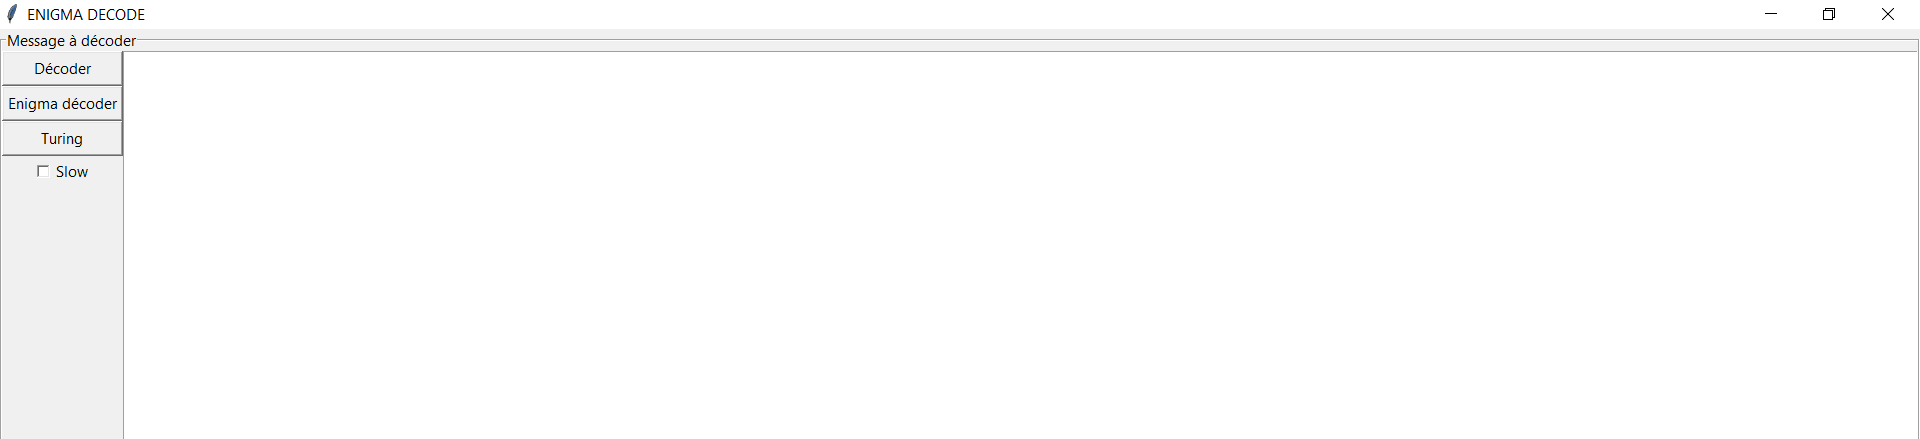 ENIGMA DECODE
Message à décoder
Décoder
Enigma décoder
Turing
Slow